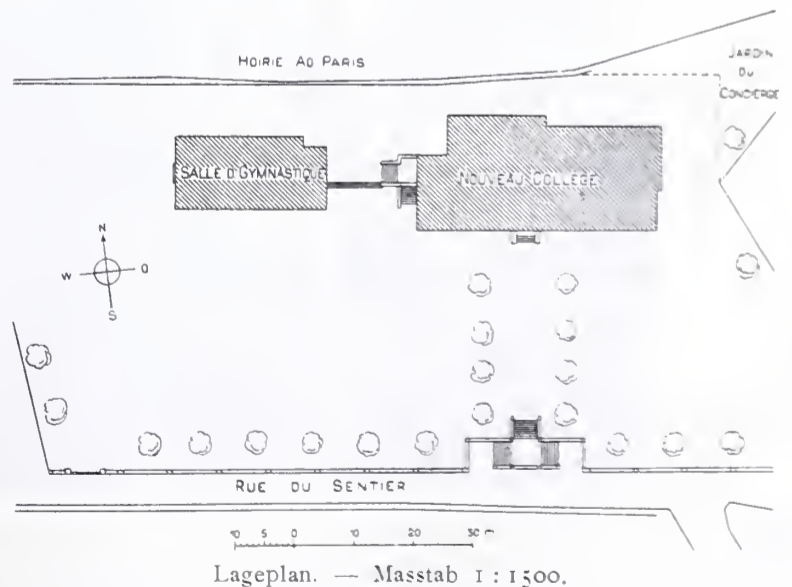 HOIRIE AD PARIS
JARDIN
DU
CONCIERGE
SALLE D'GYMNASTIQUE
NOUVEAU COLLÈGE
N
W O
S
RUE DU SENTIER
10 5 0 10 20 30 m
Lageplan. — Masstab 1 : 1500.